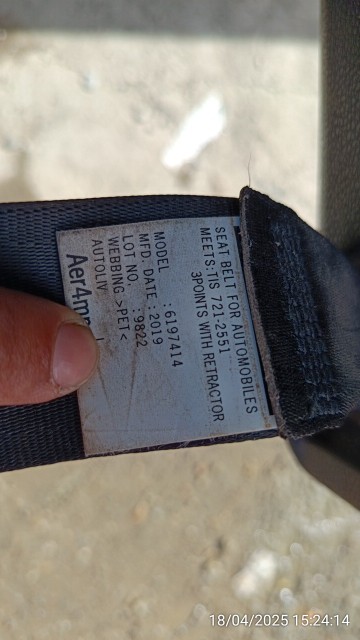 SEAT BELT FOR AUTOMOBILES
MEETS:TIS 721-2551
3POINTS WITH RETRACTOR
MODEL : 6197414
MFD. DATE : 2019
LOT NO. : 9822
WEBBING >PET<
AUTOLIV
18/04/2025 15:24:14